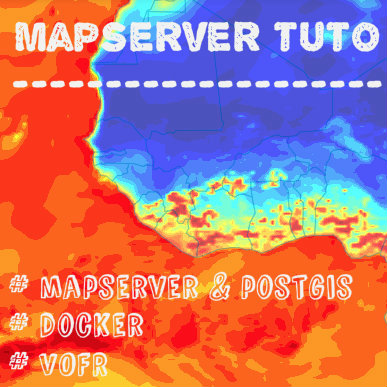 MAPSERVER TUTO
--------------------
# MAPSERVER & POSTGIS
# DOCKER
# VOFR